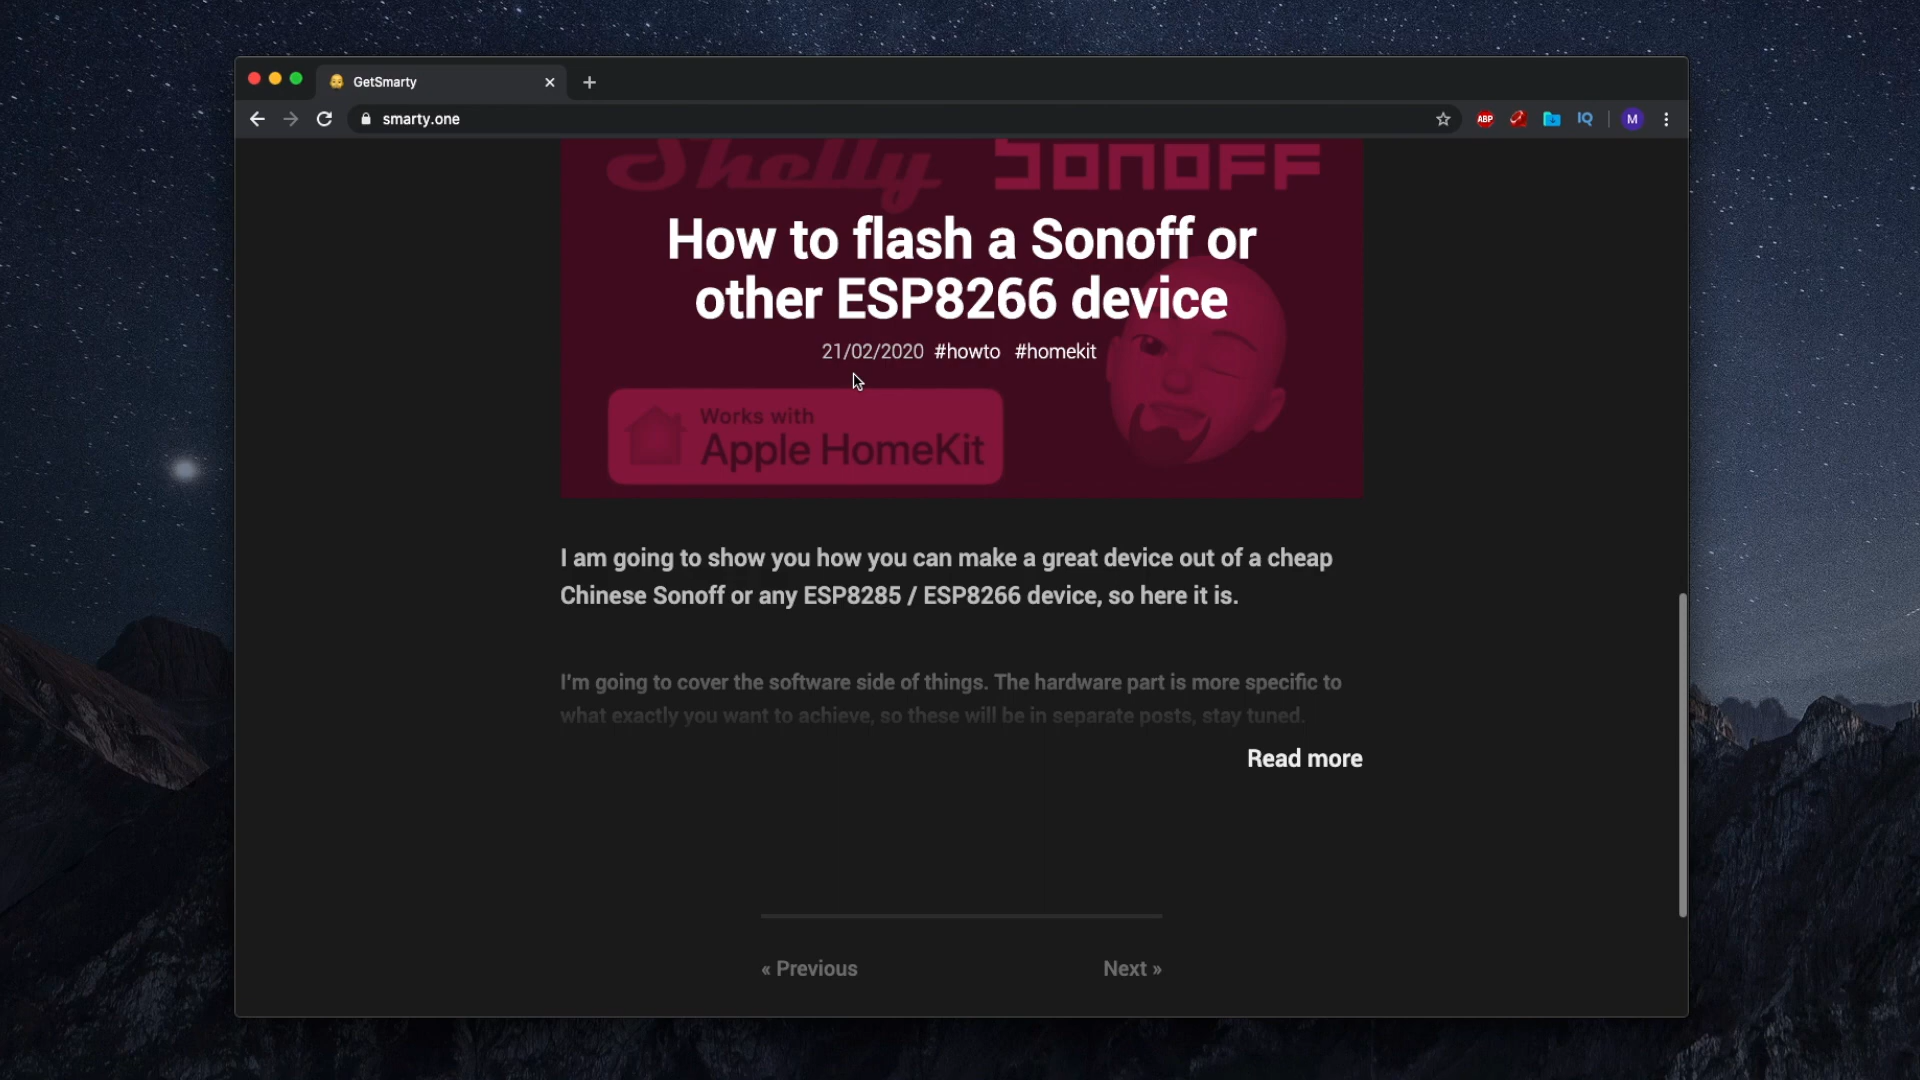 GetSmarty
smarty.one
ABP
IQ
M
Shelly SONOFF
How to flash a Sonoff or
other ESP8266 device
21/02/2020 #howto #homekit
Works with
Apple HomeKit
I am going to show you how you can make a great device out of a cheap
Chinese Sonoff or any ESP8285 / ESP8266 device, so here it is.
I'm going to cover the software side of things. The hardware part is more specific to
what exactly you want to achieve, so these will be in separate posts, stay tuned.
Read more
« Previous
Next »